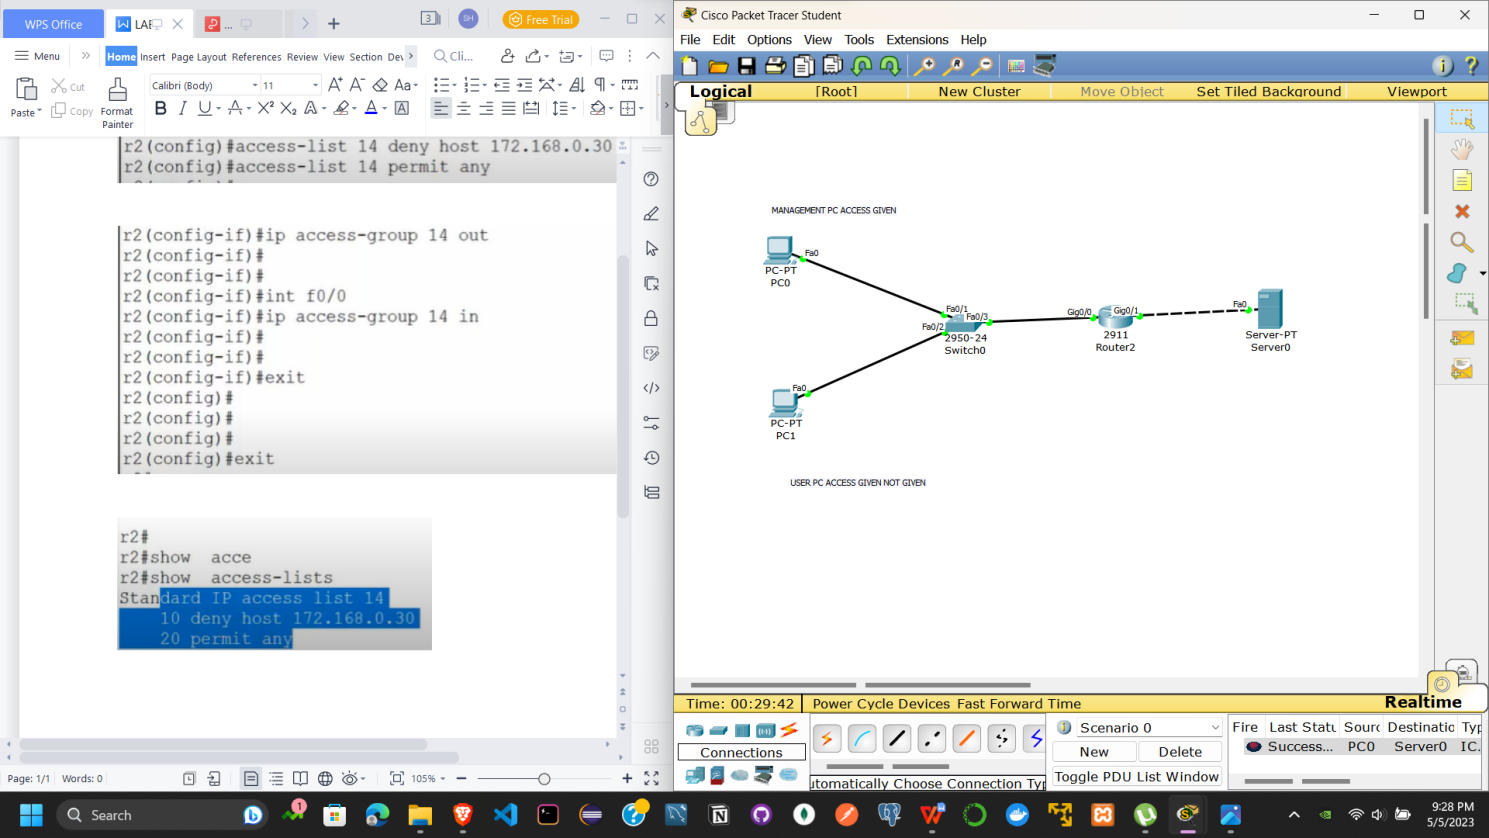 WPS Office
LAB
...
3
SH
Free Trial
Menu
Home
Insert
Page Layout
References
Review
View
Section
Dev
Cli...
Paste
Cut
Copy
Format
Painter
Calibri (Body)
11
r2(config)#access-list 14 deny host 172.168.0.30
r2(config)#access-list 14 permit any
r2(config-if)#ip access-group 14 out
r2(config-if)#
r2(config-if)#
r2(config-if)#int f0/0
r2(config-if)#ip access-group 14 in
r2(config-if)#
r2(config-if)#
r2(config-if)#exit
r2(config)#
r2(config)#
r2(config)#
r2(config)#exit
r2#
r2#show  acce
r2#show  access-lists
Standard IP access list 14
10 deny host 172.168.0.30
20 permit any
Page: 1/1
Words: 0
105%
Cisco Packet Tracer Student
File
Edit
Options
View
Tools
Extensions
Help
Logical
[Root]
New Cluster
Move Object
Set Tiled Background
Viewport
MANAGEMENT PC ACCESS GIVEN
Fa0
PC-PT
PC0
Fa0/1
Fa0/3
Fa0/2
2950-24
Switch0
Gig0/0
Gig0/1
2911
Router2
Fa0
Server-PT
Server0
Fa0
PC-PT
PC1
USER PC ACCESS GIVEN NOT GIVEN
Time: 00:29:42
Power Cycle Devices
Fast Forward Time
Realtime
Connections
utomatically Choose Connection Typ
Scenario 0
New
Delete
Toggle PDU List Window
Fire
Last Statu
Sourc
Destinatic
Typ
Success...
PC0
Server0
IC.
Search
1
9:28 PM
5/5/2023